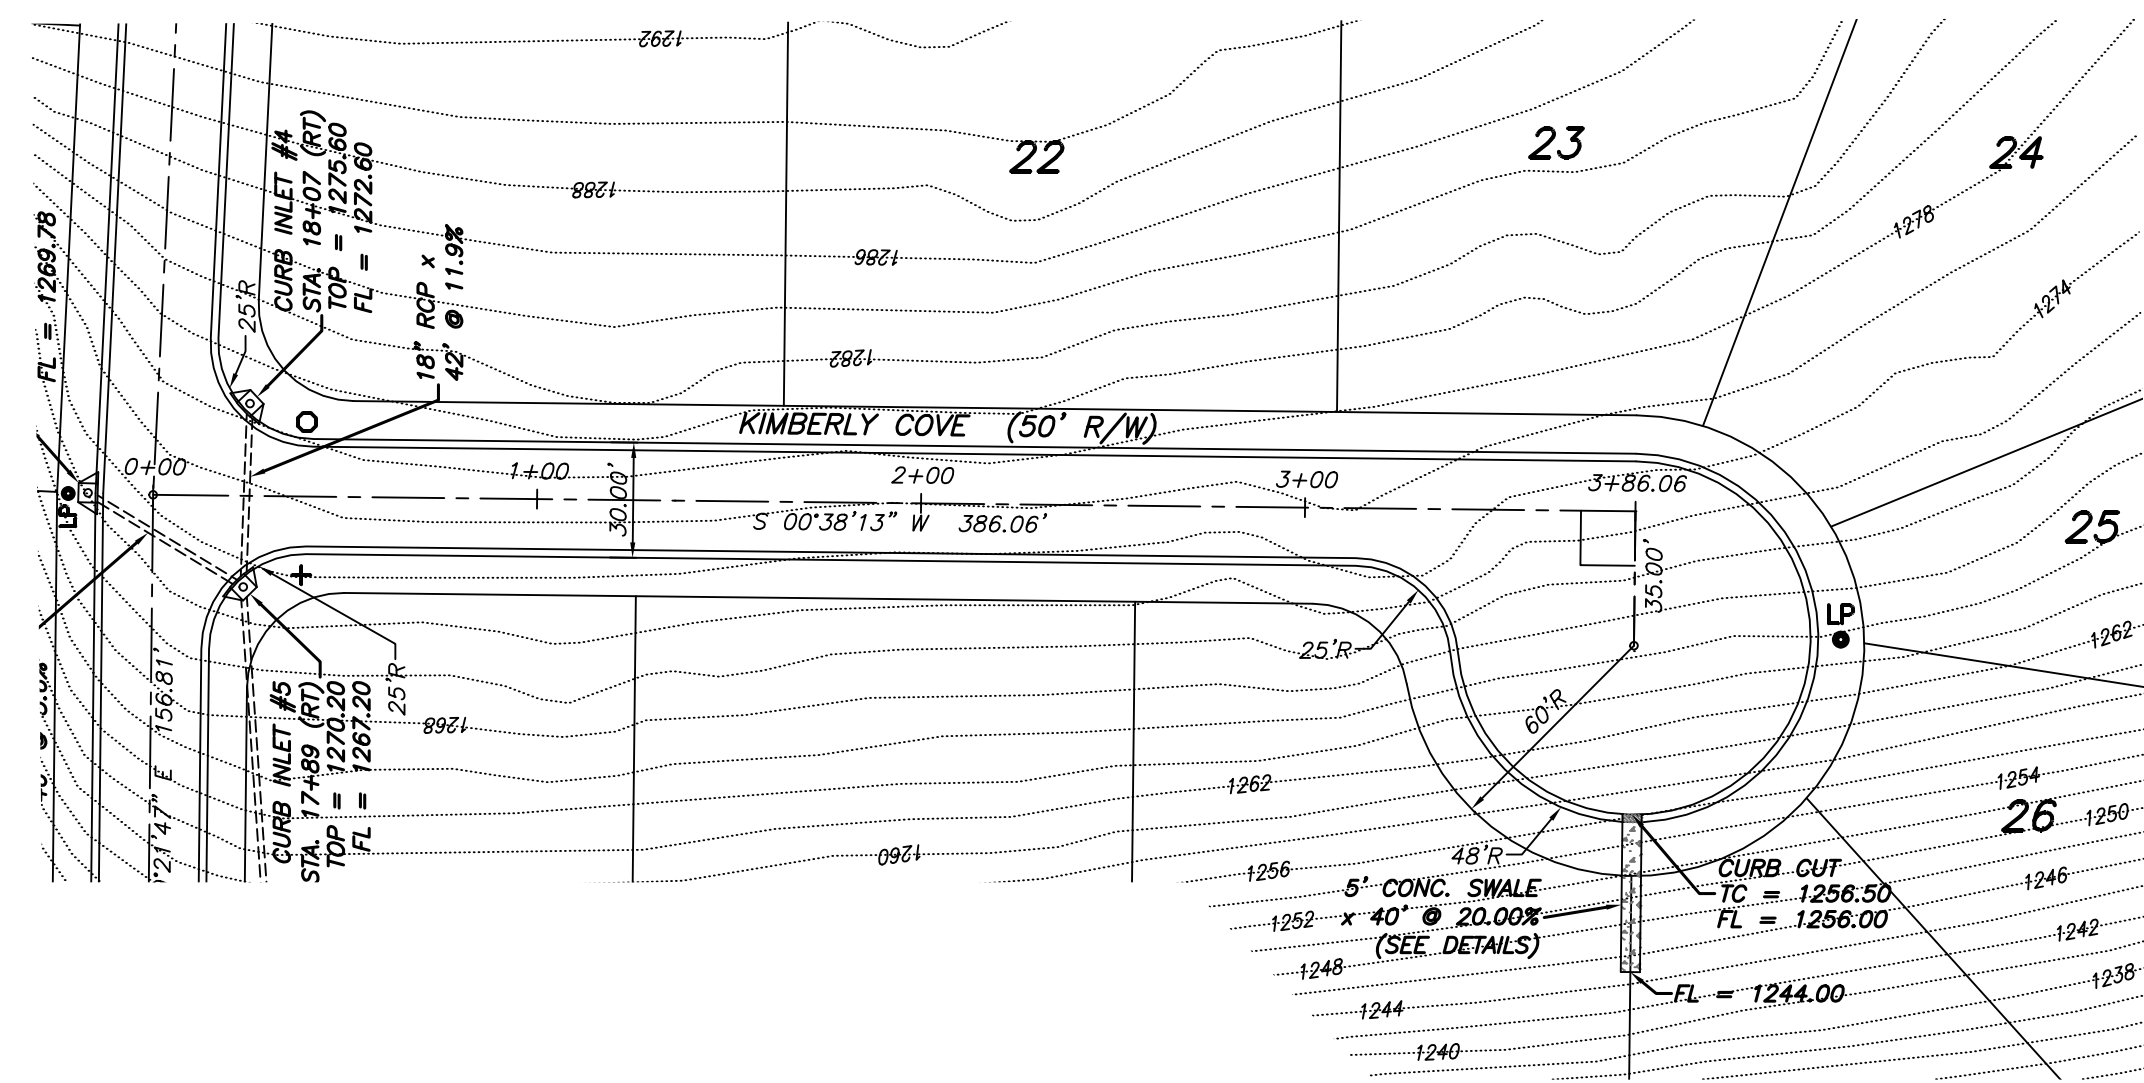 1292
22
23
24
CURB INLET #4
STA. 18+07 (RT)
TOP = 1275.60
FL = 1272.60
1288
1278
FL = 1269.78
18" RCP x
42' @ 11.9%
1286
25'R
1274
1282
KIMBERLY COVE (50' R/W)
0+00
1+00
2+00
3+00
3+86.06
30.00'
S 00°38'13" W 386.06'
LP
35.00'
25
LP
1262
25'R
25'R
156.81'
CURB INLET #5
STA. 17+89 (RT)
TOP = 1270.20
FL = 1267.20
1268
60'R
1262
1254
26
1250
0°21'47" E
1260
48'R
1256
CURB CUT
TC = 1256.50
FL = 1256.00
1246
5' CONC. SWALE
x 40' @ 20.00%
(SEE DETAILS)
1252
1242
1248
1238
FL = 1244.00
1244
1240